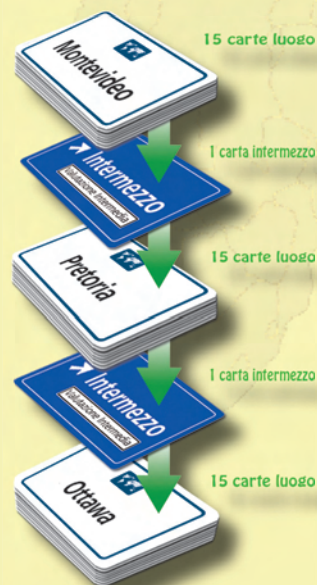 15 carte luogo
Montevideo
1 carta intermezzo
Intermezzo
Valutazione Intermedia
15 carte luogo
Pretoria
1 carta intermezzo
Intermezzo
Valutazione Intermedia
15 carte luogo
Ottawa